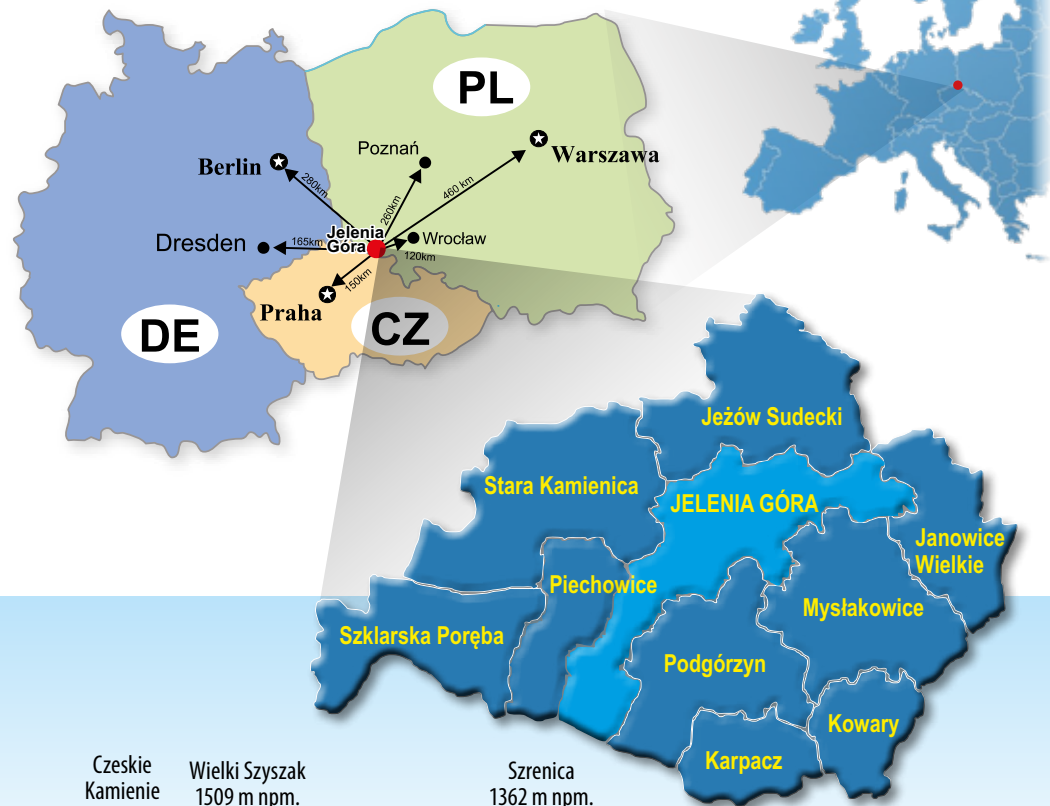 PL
Poznań
Berlin
Warszawa
280km
260km
460 km
Dresden
165km
Jelenia
Góra
Wrocław
120km
150km
Praha
DE
CZ
Jeżów Sudecki
Stara Kamienica
JELENIA GÓRA
Janowice
Wielkie
Piechowice
Mysłakowice
Szklarska Poręba
Podgórzyn
Kowary
Karpacz
Czeskie
Kamienie
Wielki Szyszak
1509 m npm.
Szrenica
1362 m npm.